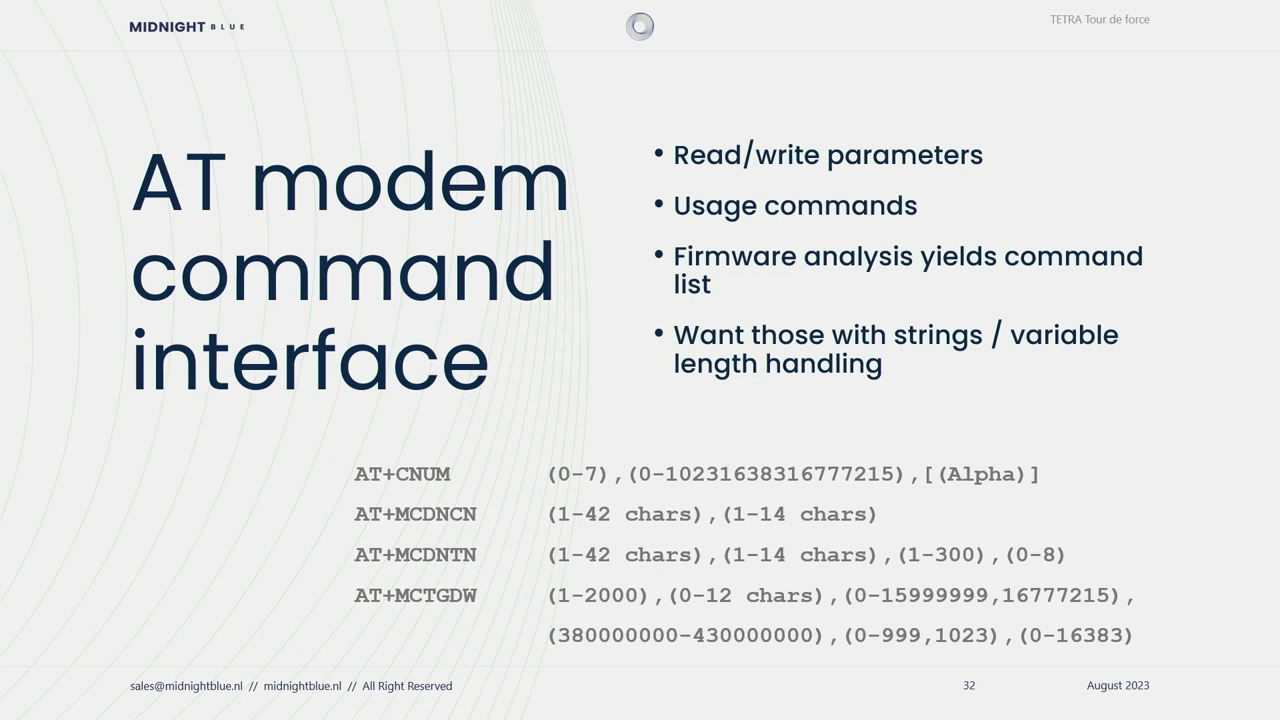 MIDNIGHT BLUE
TETRA Tour de force
AT modem
command
interface
• Read/write parameters
• Usage commands
• Firmware analysis yields command
list
• Want those with strings / variable
length handling
AT+CNUM (0-7),(0-10231638316777215),[(Alpha)]
AT+MCDNCN (1-42 chars),(1-14 chars)
AT+MCDNTN (1-42 chars),(1-14 chars),(1-300),(0-8)
AT+MCTGDW (1-2000),(0-12 chars),(0-15999999,16777215),
(380000000-430000000),(0-999,1023),(0-16383)
sales@midnightblue.nl // midnightblue.nl // All Right Reserved
32
August 2023